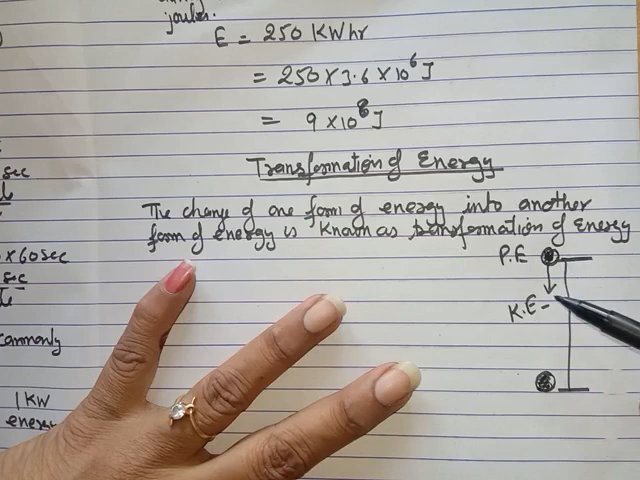 joules.
E = 250 KWhr
= 250 X 3.6 X 10⁶ J
= 9 X 10⁸ J
Transformation of Energy
The change of one form of energy into another
form of energy is known as transformation of Energy
P.E
K.E -
sec
X 60 sec
sec
commonly
1 KW
energy